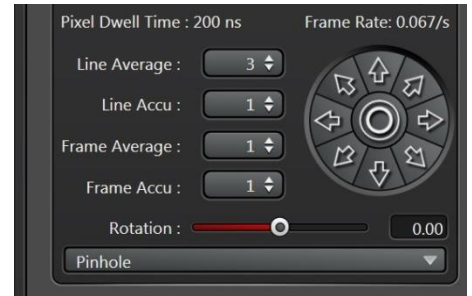 Pixel Dwell Time : 200 ns Frame Rate: 0.067/s
Line Average : 3
Line Accu : 1
Frame Average : 1
Frame Accu : 1
Rotation : 0.00
Pinhole